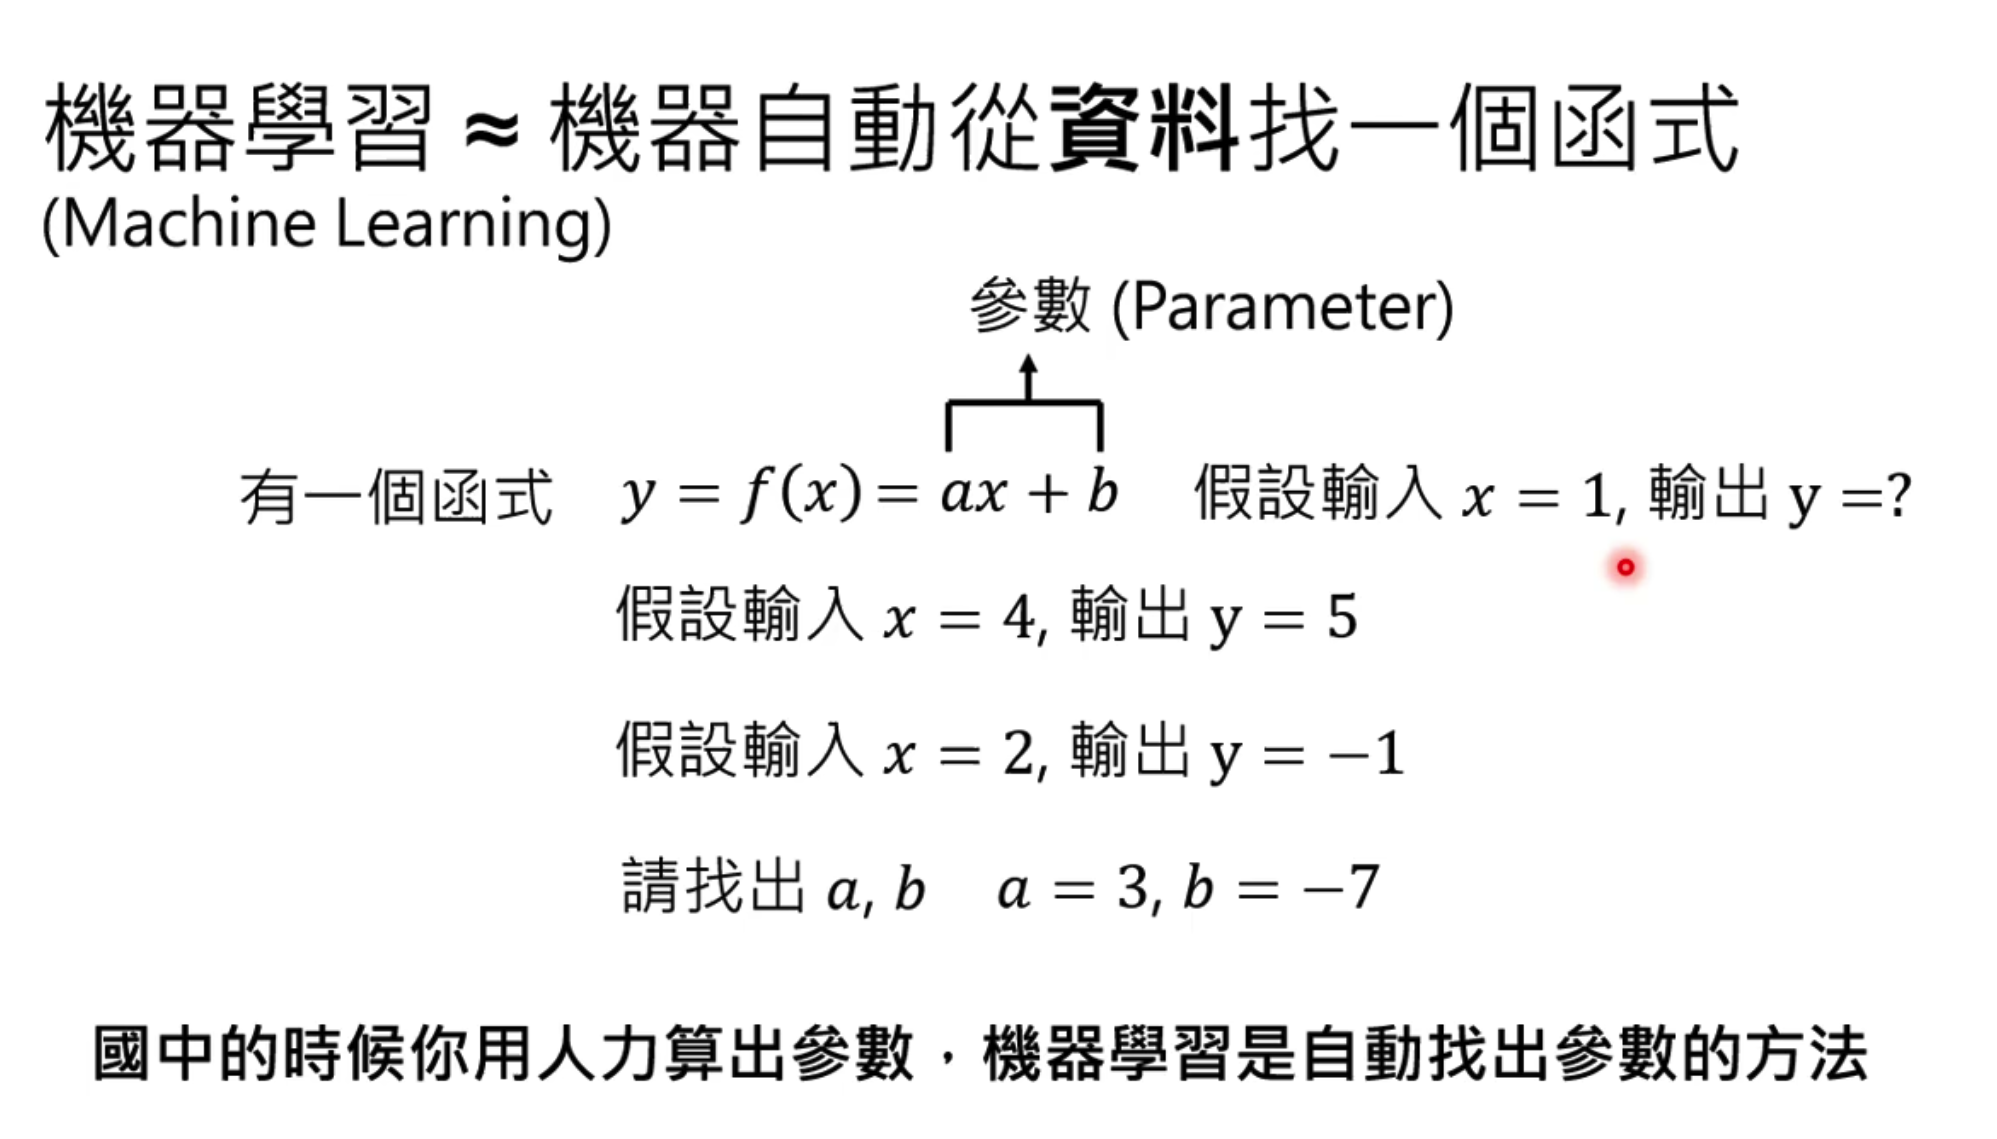 機器學習 ≈ 機器自動從資料找一個函式
(Machine Learning)
參數 (Parameter)
有一個函式 y = f(x) = ax + b 假設輸入 x = 1, 輸出 y =?
假設輸入 x = 4, 輸出 y = 5
假設輸入 x = 2, 輸出 y = −1
請找出 a, b a = 3, b = −7
國中的時候你用人力算出參數，機器學習是自動找出參數的方法